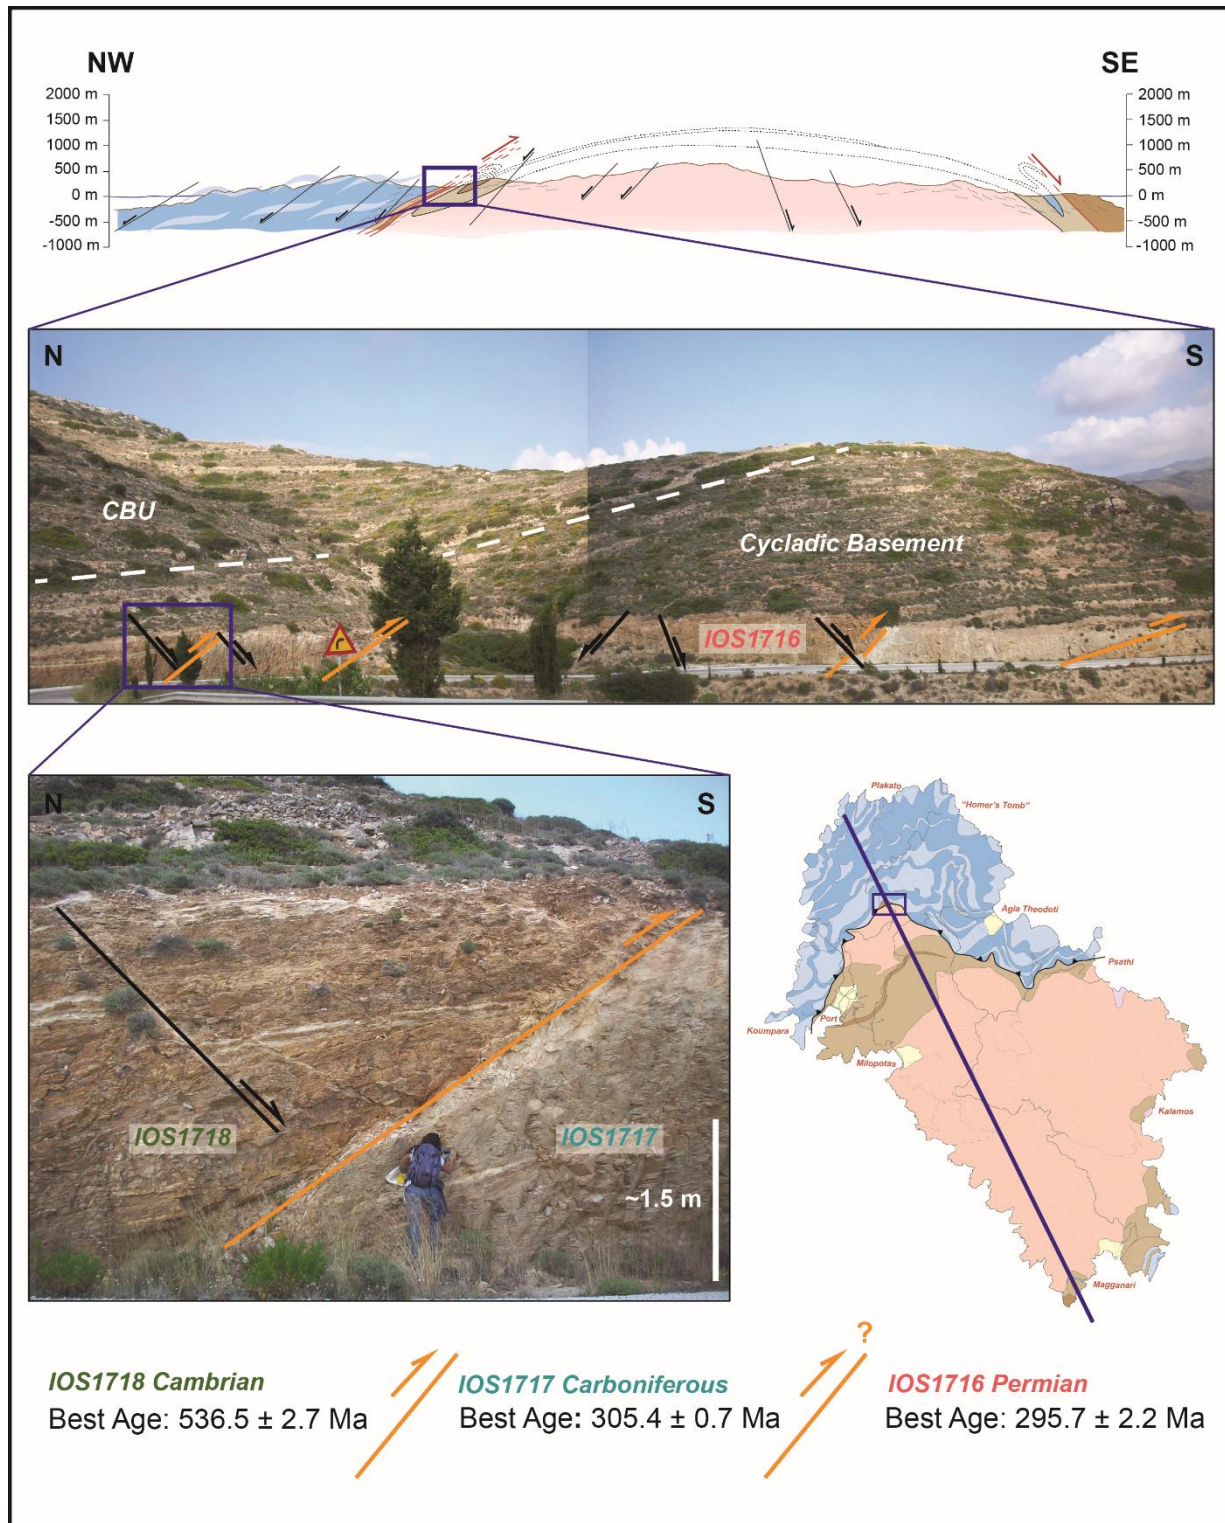 NW
SE
2000 m
1500 m
1000 m
500 m
0 m
-500 m
-1000 m
2000 m
1500 m
1000 m
500 m
0 m
-500 m
-1000 m
N
S
CBU
Cycladic Basement
IOS1716
N
S
IOS1718
IOS1717
~1.5 m
Plakato
"Homer's Tomb"
Agia Theodoti
Psathi
Koumpara
Port
Milopotas
Kalamos
Magganari
?
IOS1718 Cambrian
Best Age: 536.5 ± 2.7 Ma
IOS1717 Carboniferous
Best Age: 305.4 ± 0.7 Ma
IOS1716 Permian
Best Age: 295.7 ± 2.2 Ma